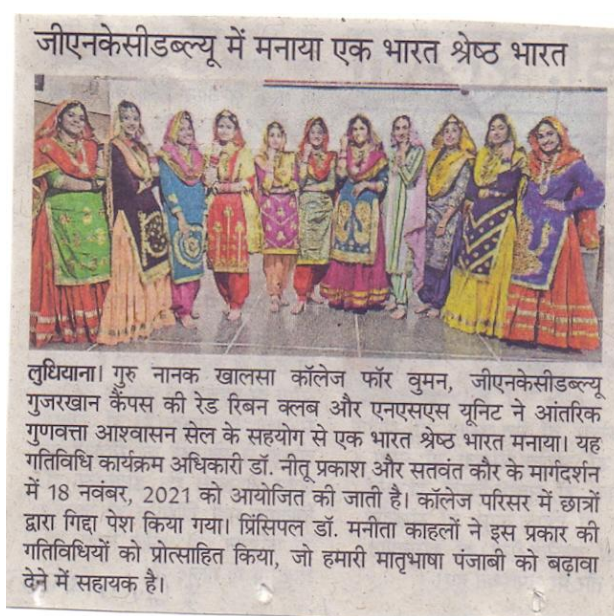 जीएनकेसीडब्ल्यू में मनाया एक भारत श्रेष्ठ भारत
लुधियाना। गुरु नानक खालसा कॉलेज फॉर वुमन, जीएनकेसीडब्ल्यू
गुजरखान कैंपस की रेड रिबन क्लब और एनएसएस यूनिट ने आंतरिक
गुणवत्ता आश्वासन सेल के सहयोग से एक भारत श्रेष्ठ भारत मनाया। यह
गतिविधि कार्यक्रम अधिकारी डॉ. नीतू प्रकाश और सतवंत कौर के मार्गदर्शन
में 18 नवंबर, 2021 को आयोजित की जाती है। कॉलेज परिसर में छात्रों
द्वारा गिद्दा पेश किया गया। प्रिंसिपल डॉ. मनीता काहलों ने इस प्रकार की
गतिविधियों को प्रोत्साहित किया, जो हमारी मातृभाषा पंजाबी को बढ़ावा
देने में सहायक है।